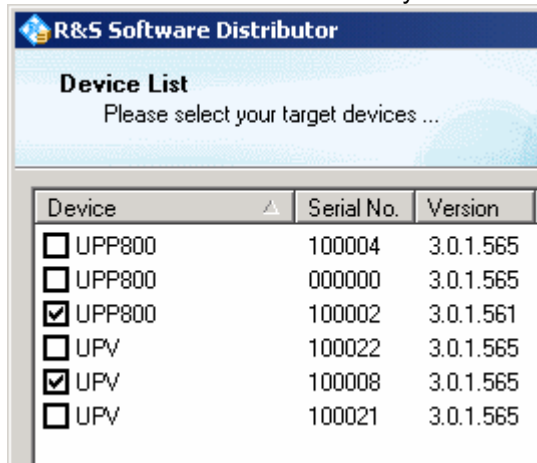 R&S Software Distributor
Device List
Please select your target devices ...
Device Serial No. Version
UPP800 100004 3.0.1.565
UPP800 000000 3.0.1.565
UPP800 100002 3.0.1.561
UPV 100022 3.0.1.565
UPV 100008 3.0.1.565
UPV 100021 3.0.1.565